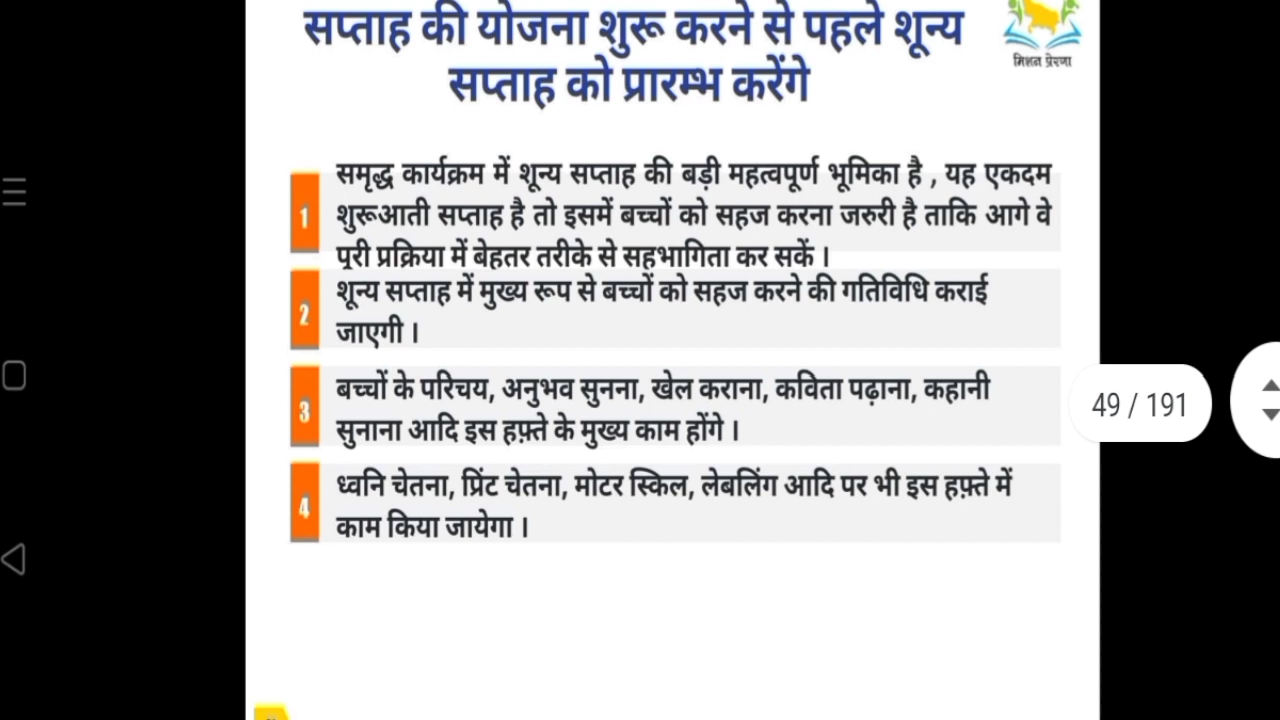 सप्ताह की योजना शुरू करने से पहले शून्य
सप्ताह को प्रारम्भ करेंगे
मिशन प्रेरणा
1
समृद्ध कार्यक्रम में शून्य सप्ताह की बड़ी महत्वपूर्ण भूमिका है , यह एकदम
शुरूआती सप्ताह है तो इसमें बच्चों को सहज करना जरुरी है ताकि आगे वे
पूरी प्रक्रिया में बेहतर तरीके से सहभागिता कर सकें ।
2
शून्य सप्ताह में मुख्य रूप से बच्चों को सहज करने की गतिविधि कराई
जाएगी ।
3
बच्चों के परिचय, अनुभव सुनना, खेल कराना, कविता पढ़ाना, कहानी
सुनाना आदि इस हफ़्ते के मुख्य काम होंगे ।
4
ध्वनि चेतना, प्रिंट चेतना, मोटर स्किल, लेबलिंग आदि पर भी इस हफ़्ते में
काम किया जायेगा ।
49 / 191